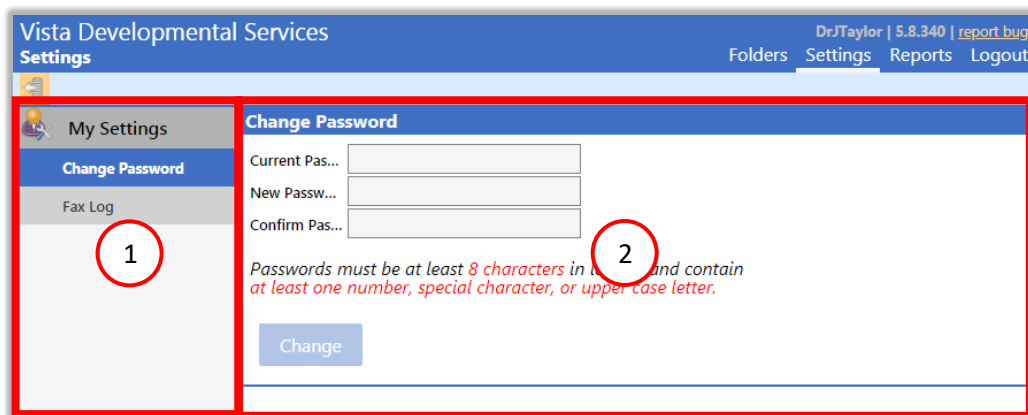 Vista Developmental Services
DrJTaylor | 5.8.340 | report bug
Settings
Folders Settings Reports Logout
My Settings
Change Password
Fax Log
1
Change Password
Current Pas...
New Passw...
Confirm Pas...
2
Passwords must be at least 8 characters in and contain
at least one number, special character, or upper case letter.
Change